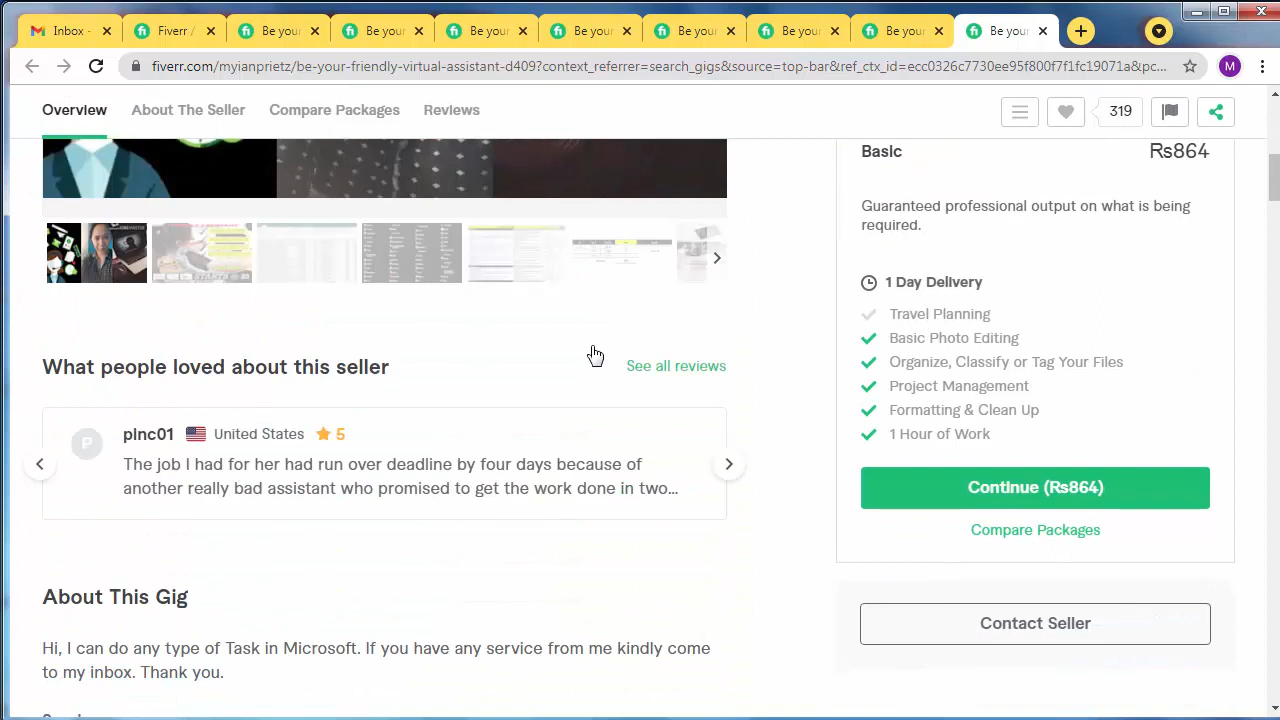 Inbox -
Fiverr /
Be your
Be your
Be your
Be your
Be your
Be your
Be your
Be your
fiverr.com/myianprietz/be-your-friendly-virtual-assistant-d4f9?context_referrer=search_gigs&source=top-bar&ref_ctx_id=ecc0326c7730ee95f800f7f1fc19071a&pc...
M
Overview
About The Seller
Compare Packages
Reviews
319
Basic
Rs864
Guaranteed professional output on what is being
required.
1 Day Delivery
Travel Planning
Basic Photo Editing
Organize, Classify or Tag Your Files
Project Management
Formatting & Clean Up
1 Hour of Work
Continue (Rs864)
Compare Packages
Contact Seller
What people loved about this seller
See all reviews
P
plnc01
United States
5
The job I had for her had run over deadline by four days because of
another really bad assistant who promised to get the work done in two...
About This Gig
Hi, I can do any type of Task in Microsoft. If you have any service from me kindly come
to my inbox. Thank you.